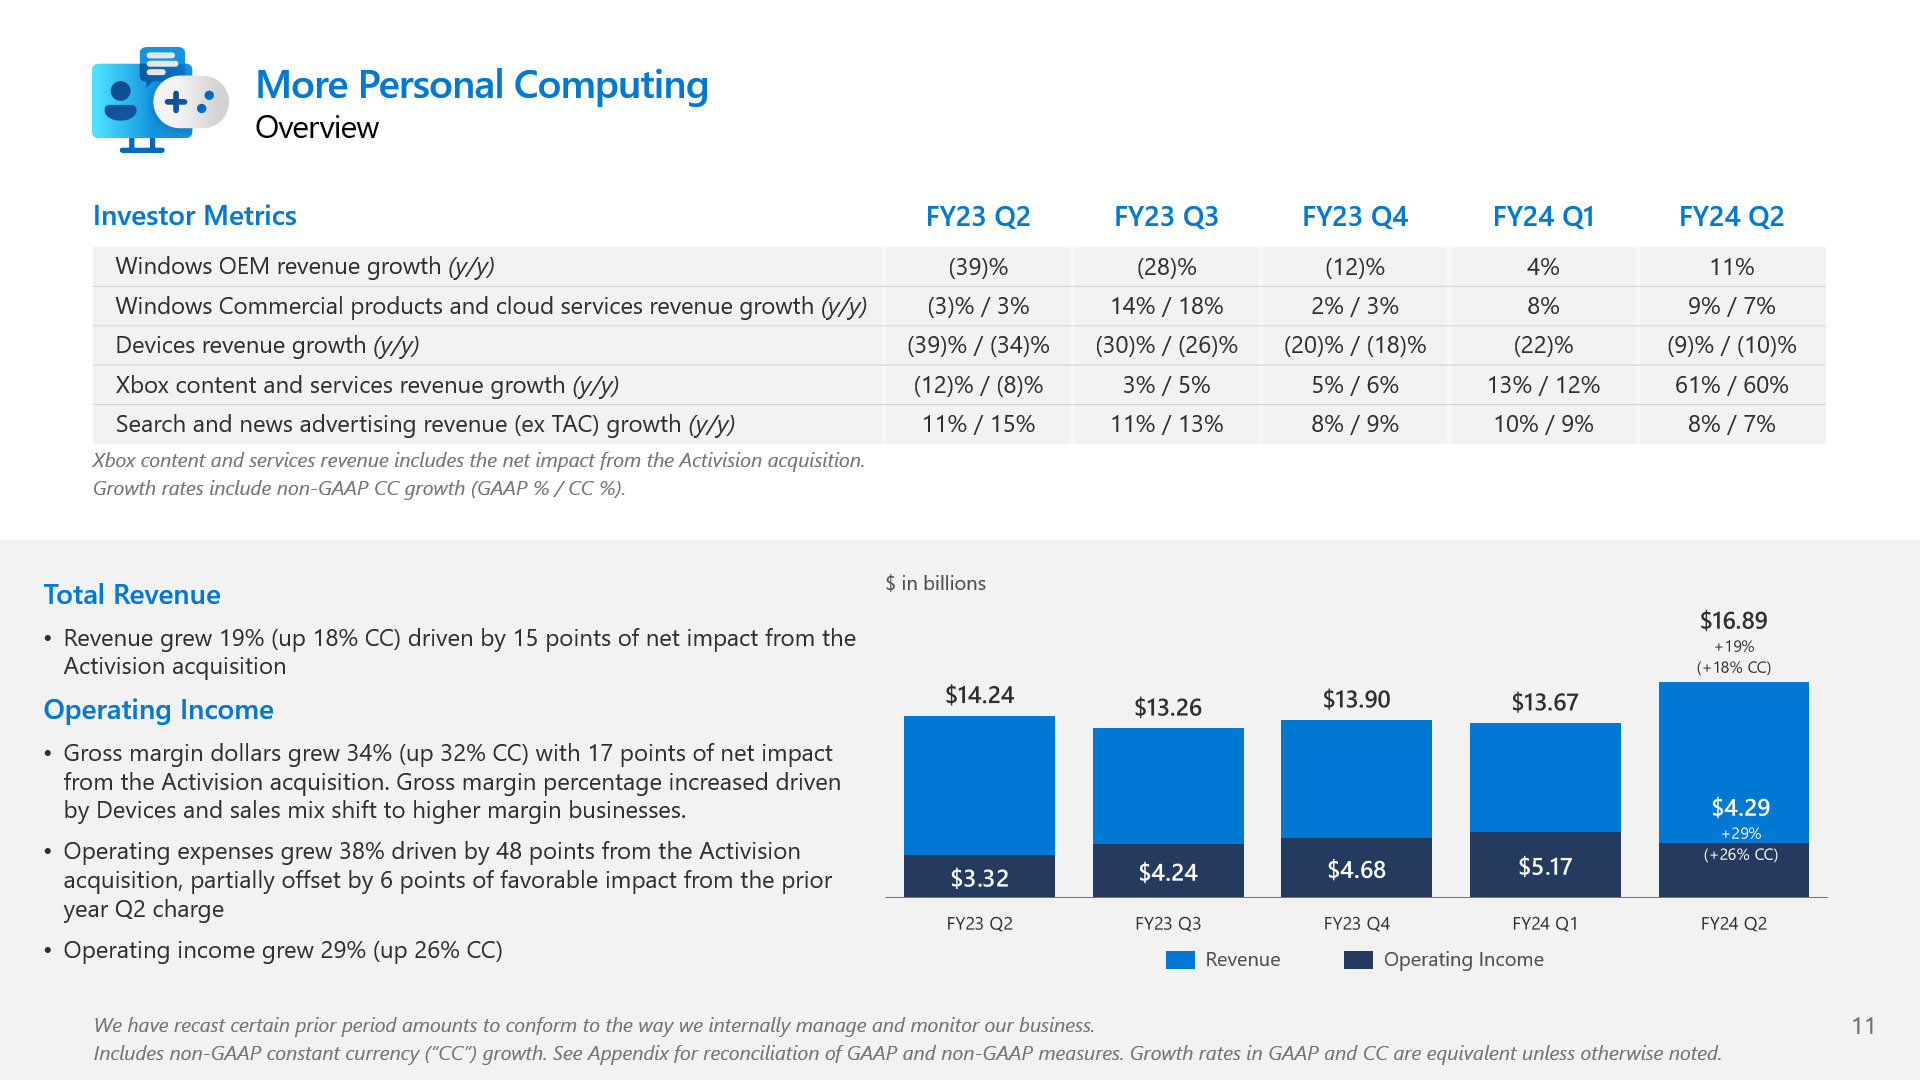 More Personal Computing
Overview
Investor Metrics FY23 Q2 FY23 Q3 FY23 Q4 FY24 Q1 FY24 Q2
Windows OEM revenue growth (y/y) (39)% (28)% (12)% 4% 11%
Windows Commercial products and cloud services revenue growth (y/y) (3)% / 3% 14% / 18% 2% / 3% 8% 9% / 7%
Devices revenue growth (y/y) (39)% / (34)% (30)% / (26)% (20)% / (18)% (22)% (9)% / (10)%
Xbox content and services revenue growth (y/y) (12)% / (8)% 3% / 5% 5% / 6% 13% / 12% 61% / 60%
Search and news advertising revenue (ex TAC) growth (y/y) 11% / 15% 11% / 13% 8% / 9% 10% / 9% 8% / 7%
Xbox content and services revenue includes the net impact from the Activision acquisition.
Growth rates include non-GAAP CC growth (GAAP % / CC %).
Total Revenue
• Revenue grew 19% (up 18% CC) driven by 15 points of net impact from the
Activision acquisition
Operating Income
• Gross margin dollars grew 34% (up 32% CC) with 17 points of net impact
from the Activision acquisition. Gross margin percentage increased driven
by Devices and sales mix shift to higher margin businesses.
• Operating expenses grew 38% driven by 48 points from the Activision
acquisition, partially offset by 6 points of favorable impact from the prior
year Q2 charge
• Operating income grew 29% (up 26% CC)
$ in billions
$14.24 $13.26 $13.90 $13.67 $16.89
+19%
(+18% CC)
$3.32 $4.24 $4.68 $5.17 $4.29
+29%
(+26% CC)
FY23 Q2 FY23 Q3 FY23 Q4 FY24 Q1 FY24 Q2
Revenue Operating Income
We have recast certain prior period amounts to conform to the way we internally manage and monitor our business.
Includes non-GAAP constant currency (“CC”) growth. See Appendix for reconciliation of GAAP and non-GAAP measures. Growth rates in GAAP and CC are equivalent unless otherwise noted.
11